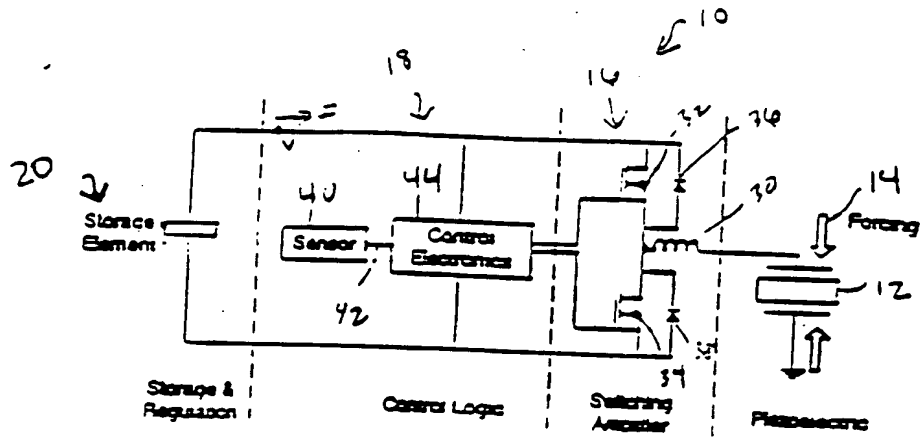 10
18
16
32
36
20
44
40
30
14
Storage
Element
Sensor
Control
Electronics
Forcing
12
42
34
Storage &
Regulation
Control Logic
Switching
Amplifier
Piezoelectric